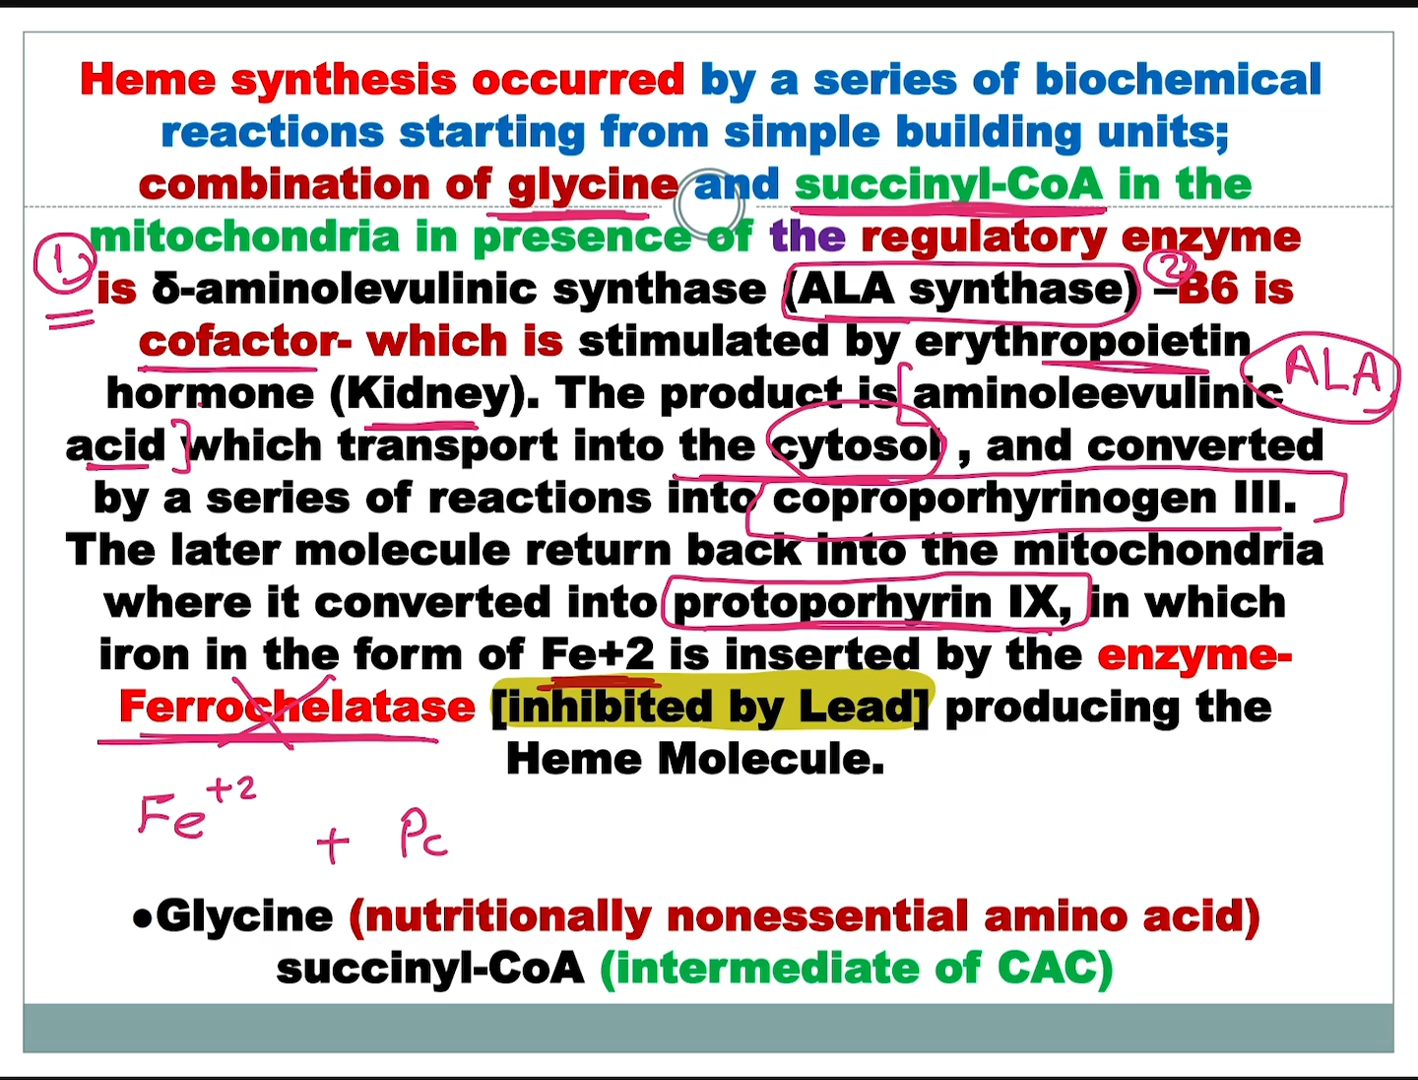 Heme synthesis occurred by a series of biochemical
reactions starting from simple building units;
combination of glycine and succinyl-CoA in the
mitochondria in presence of the regulatory enzyme
1
2
is δ-aminolevulinic synthase (ALA synthase) –B6 is
cofactor- which is stimulated by erythropoietin
ALA
hormone (Kidney). The product is aminoleevulinic
acid which transport into the cytosol , and converted
by a series of reactions into coproporhyrinogen III.
The later molecule return back into the mitochondria
where it converted into protoporhyrin IX, in which
iron in the form of Fe+2 is inserted by the enzyme-
Ferrochelatase [inhibited by Lead] producing the
Heme Molecule.
Fe+2
+ Pc
•Glycine (nutritionally nonessential amino acid)
succinyl-CoA (intermediate of CAC)